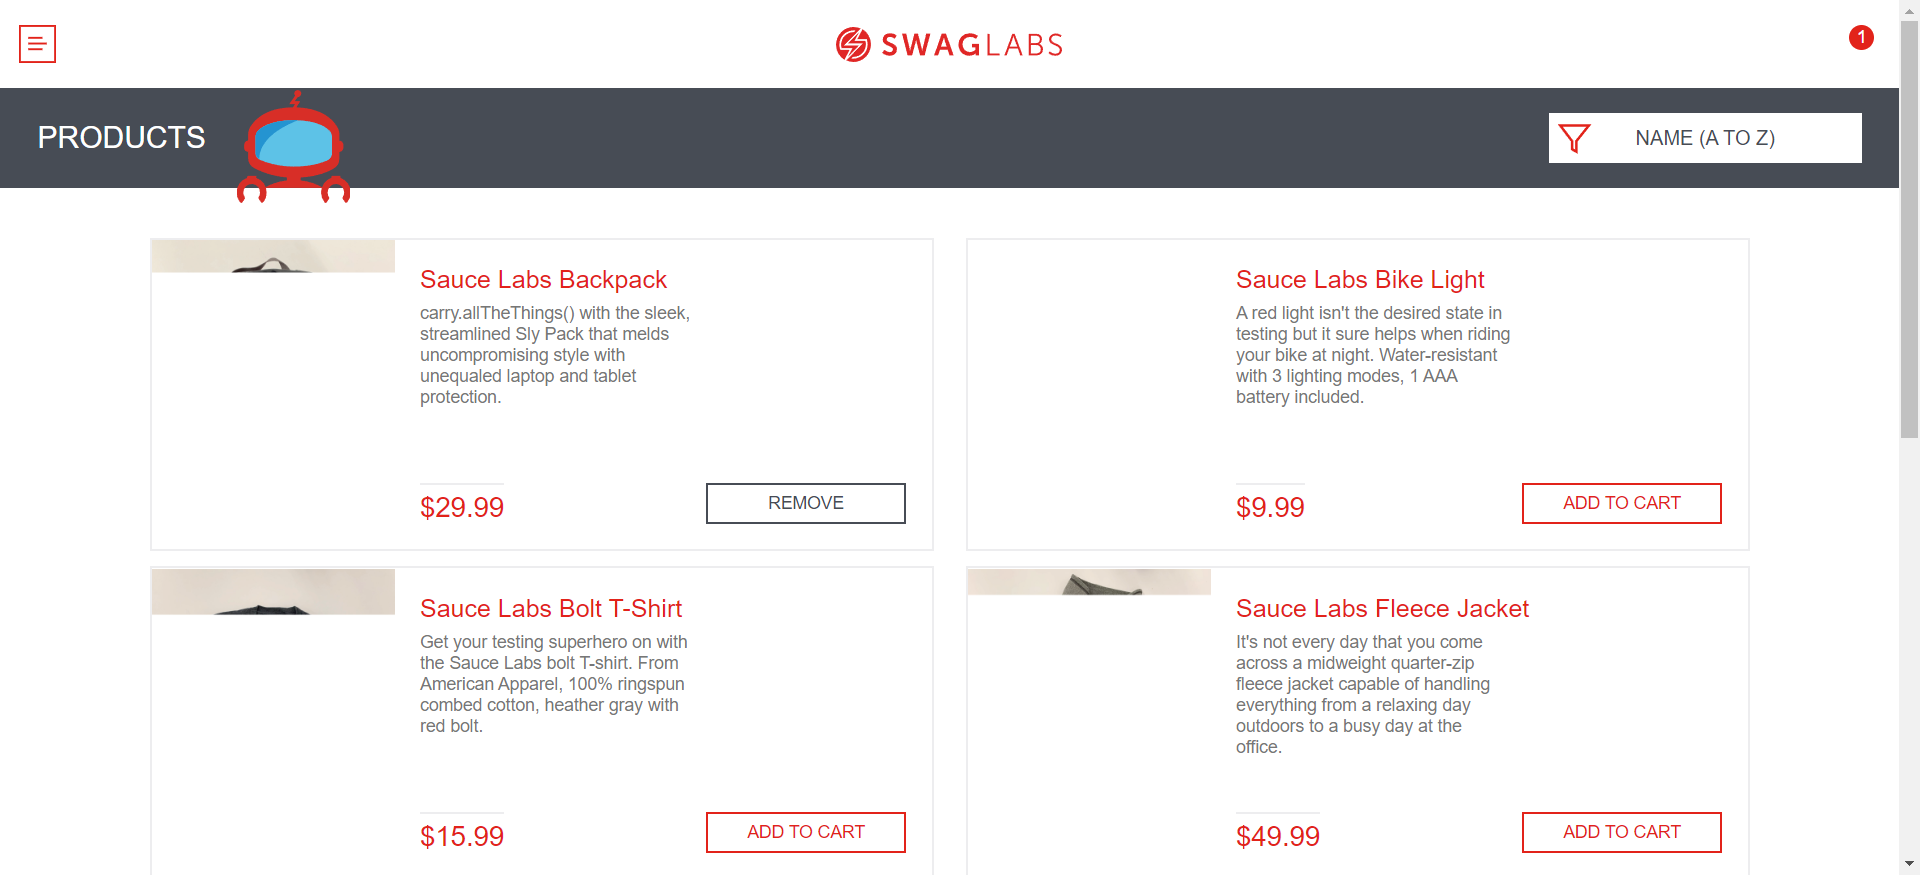 SWAGLABS
1
PRODUCTS
NAME (A TO Z)
Sauce Labs Backpack
carry.allTheThings() with the sleek,
streamlined Sly Pack that melds
uncompromising style with
unequaled laptop and tablet
protection.
$29.99
REMOVE
Sauce Labs Bike Light
A red light isn't the desired state in
testing but it sure helps when riding
your bike at night. Water-resistant
with 3 lighting modes, 1 AAA
battery included.
$9.99
ADD TO CART
Sauce Labs Bolt T-Shirt
Get your testing superhero on with
the Sauce Labs bolt T-shirt. From
American Apparel, 100% ringspun
combed cotton, heather gray with
red bolt.
$15.99
ADD TO CART
Sauce Labs Fleece Jacket
It's not every day that you come
across a midweight quarter-zip
fleece jacket capable of handling
everything from a relaxing day
outdoors to a busy day at the
office.
$49.99
ADD TO CART